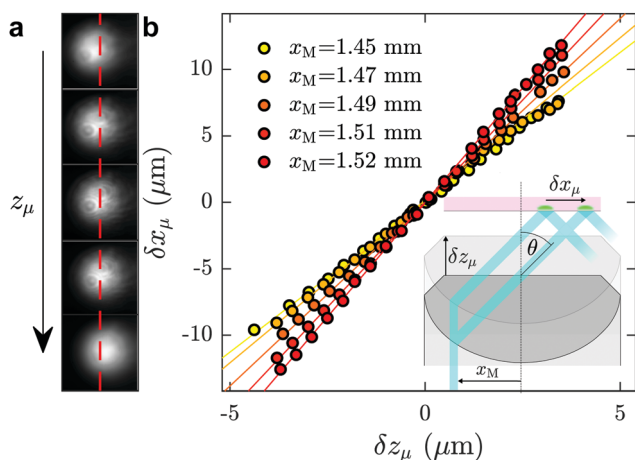 a
b
z_μ
δx_μ (μm)
10
5
0
-5
-10
x_M=1.45 mm
x_M=1.47 mm
x_M=1.49 mm
x_M=1.51 mm
x_M=1.52 mm
δx_μ
δz_μ
θ
x_M
-5
0
5
δz_μ (μm)